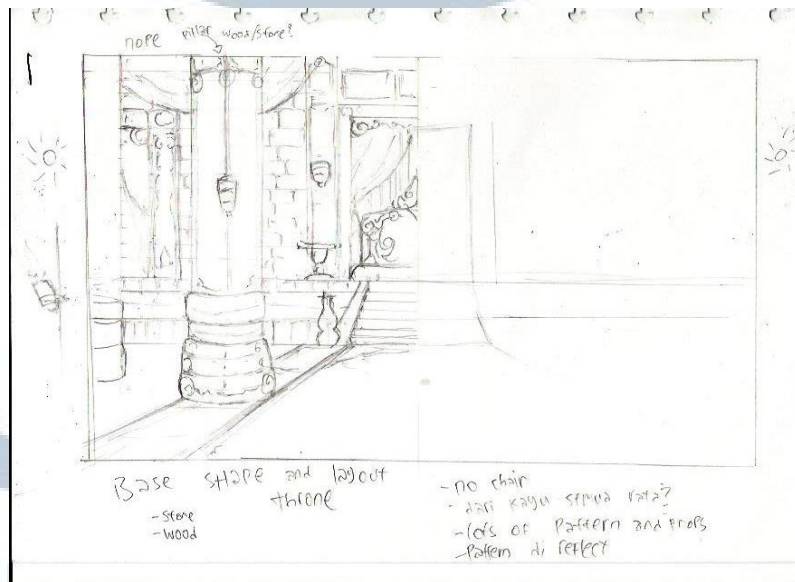 nope
pillar wood/stone?
Base shape and layout
throne
- stone
- wood
- no chair
- dari kayu semua rata?
- lots of Pattern and props
- Pattern di reflect